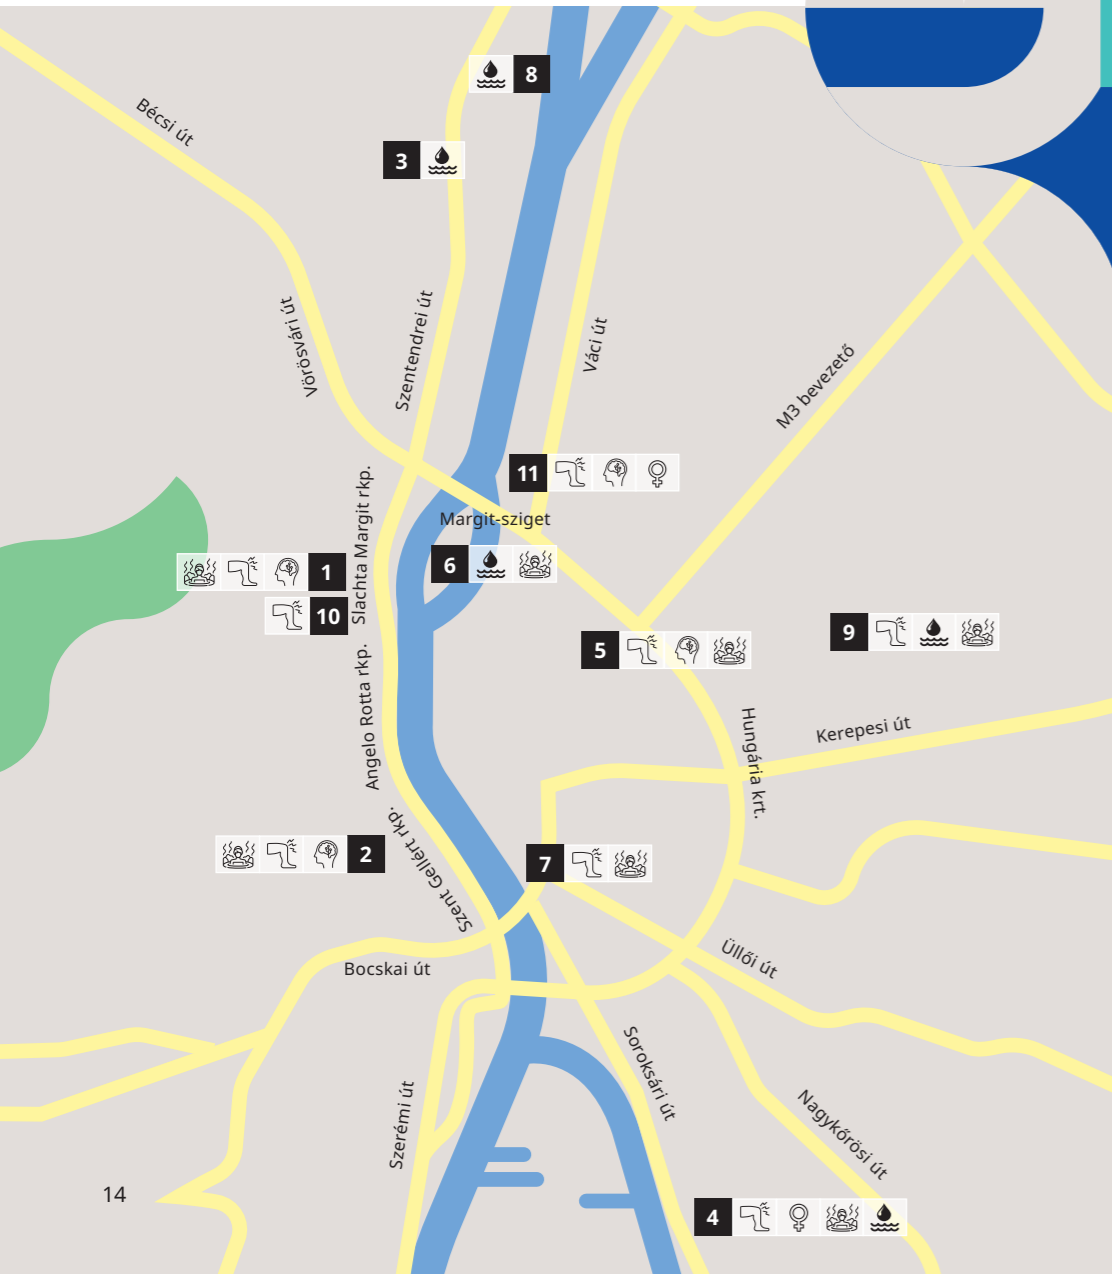 8
Bécsi út
3
Vörösvári út
Szentendrei út
Váci út
M3 bevezető
11
Slachta Margit rkp.
Margit-sziget
6
1
10
9
5
Angelo Rotta rkp.
Hungária krt.
Kerepesi út
Szent Gellért rkp.
2
7
Üllői út
Bocskai út
Soroksári út
Szerémi út
Nagykőrösi út
14
4